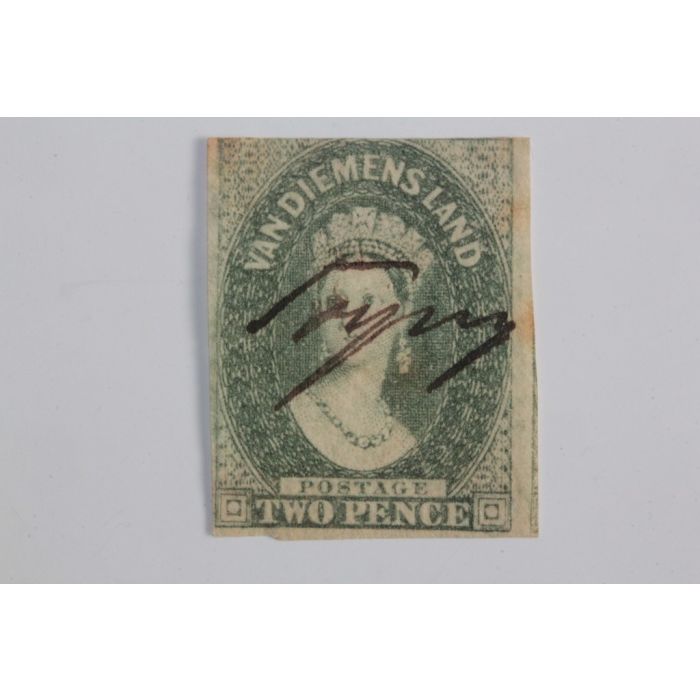 VAN DIEMENS LAND
POSTAGE
TWO PENCE